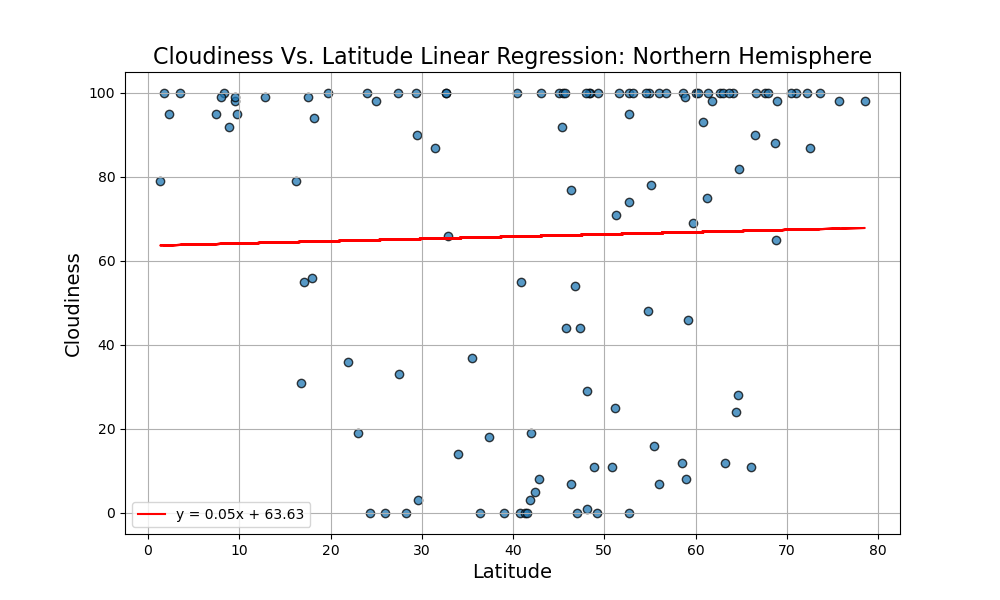 Cloudiness Vs. Latitude Linear Regression: Northern Hemisphere
100
80
60
40
20
0
Cloudiness
y = 0.05x + 63.63
0 10 20 30 40 50 60 70 80
Latitude